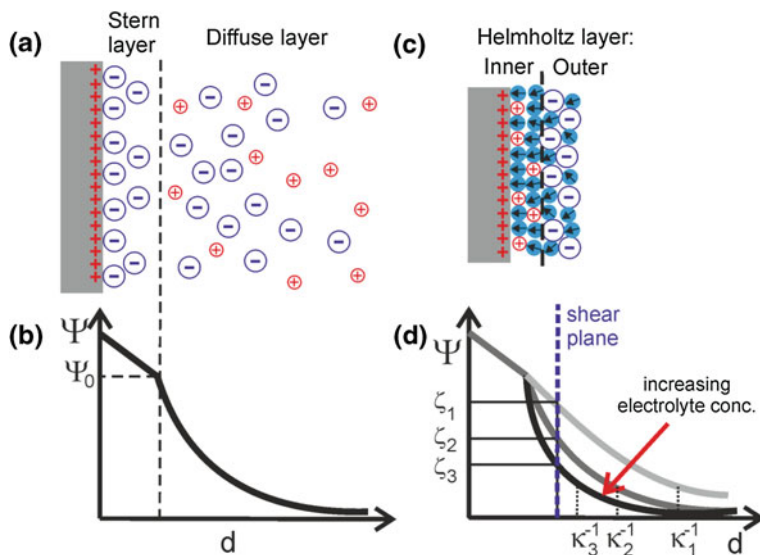 (a)
Stern
layer
Diffuse layer
(c)
Helmholtz layer:
Inner
Outer
(b)
Ψ
Ψ₀
d
(d)
Ψ
shear
plane
increasing
electrolyte conc.
ζ₁
ζ₂
ζ₃
κ₃⁻¹ κ₂⁻¹ κ₁⁻¹ d